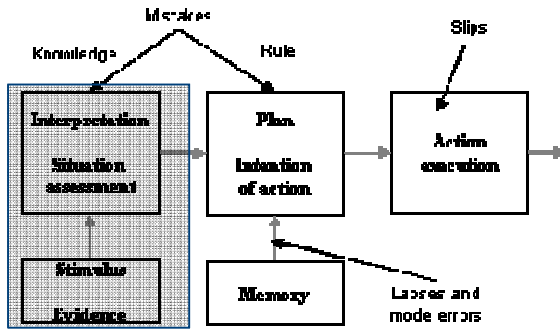 Mistakes
Slips
Knowledge
Rule
Interpretation
Situation
assessment
Plan
Intention
of action
Action
execution
Stimulus
Evidence
Memory
Lapses and
mode errors